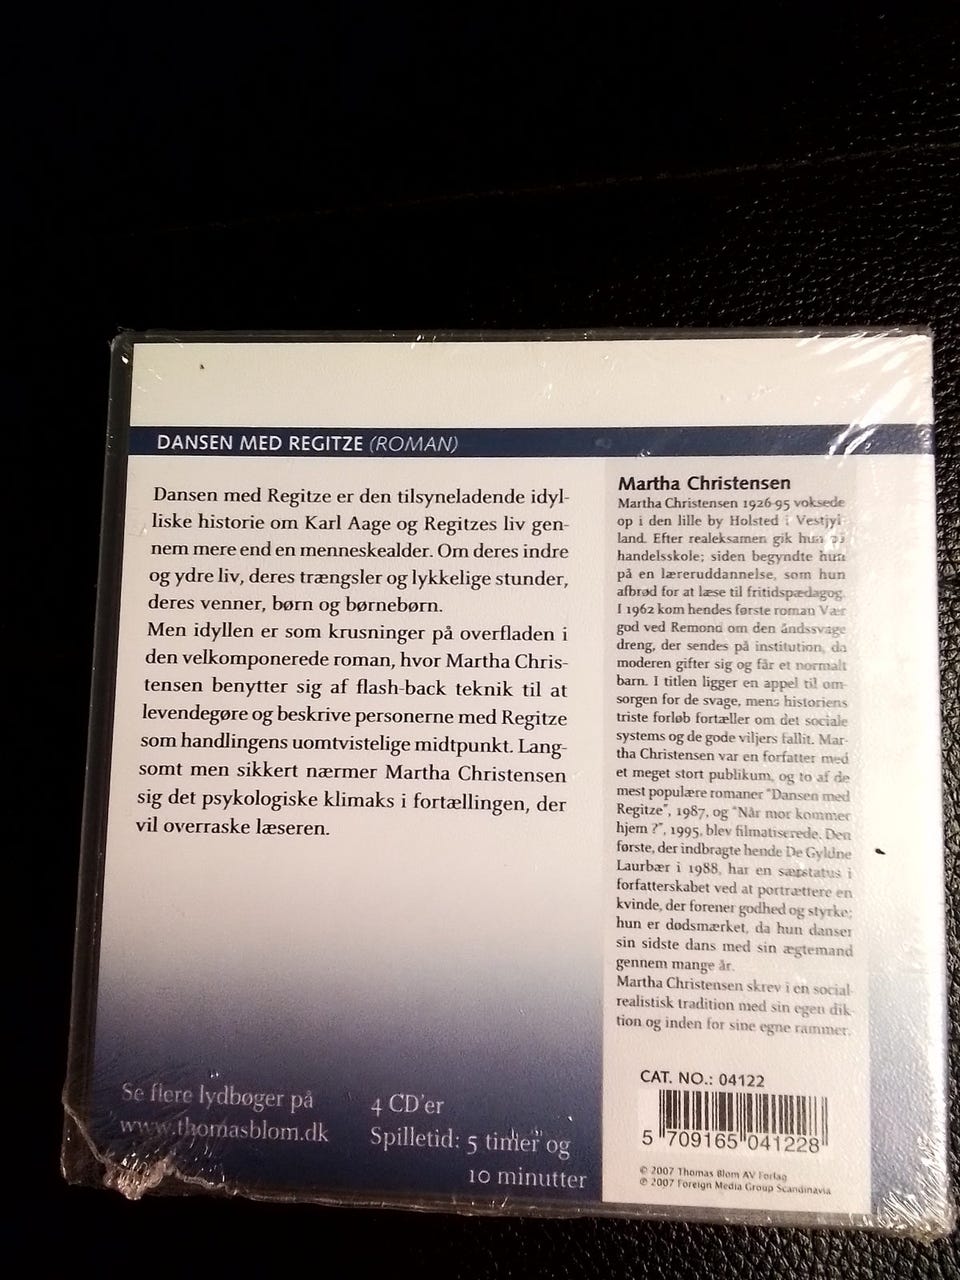 DANSEN MED REGITZE (ROMAN)
Dansen med Regitze er den tilsyneladende idyl-
liske historie om Karl Aage og Regitzes liv gen-
nem mere end en menneskealder. Om deres indre
og ydre liv, deres trængsler og lykkelige stunder,
deres venner, børn og børnebørn.
Men idyllen er som krusninger på overfladen i
den velkomponerede roman, hvor Martha Chris-
tensen benytter sig af flash-back teknik til at
levendegøre og beskrive personerne med Regitze
som handlingens uomtvistelige midtpunkt. Lang-
somt men sikkert nærmer Martha Christensen
sig det psykologiske klimaks i fortællingen, der
vil overraske læseren.
Martha Christensen
Martha Christensen 1926-95 voksede
op i den lille by Holsted i Vestjyl-
land. Efter realeksamen gik hun på
handelsskole; siden begyndte hun
på en læreruddannelse, som hun
afbrød for at læse til fritidspædagog.
I 1962 kom hendes første roman Vær
god ved Remond om den åndssvage
dreng, der sendes på institution, da
moderen gifter sig og får et normalt
barn. I titlen ligger en appel til om-
sorgen for de svage, mens historiens
triste forløb fortæller om det sociale
systems og de gode viljers fallit. Mar-
tha Christensen var en forfatter med
et meget stort publikum, og to af de
mest populære romaner "Dansen med
Regitze", 1987, og "Når mor kommer
hjem ?", 1995, blev filmatiserede. Den
første, der indbragte hende De Gyldne
Laurbær i 1988, har en særstatus i
forfatterskabet ved at portrættere en
kvinde, der forener godhed og styrke;
hun er dødsmærket, da hun danser
sin sidste dans med sin ægtemand
gennem mange år.
Martha Christensen skrev i en social-
realistisk tradition med sin egen dik-
tion og inden for sine egne rammer.
Se flere lydbøger på
www.thomasblom.dk
4 CD'er
Spilletid: 5 timer og
10 minutter
CAT. NO.: 04122
5 709165 041228
© 2007 Thomas Blom AV Forlag
℗ 2007 Foreign Media Group Scandinavia